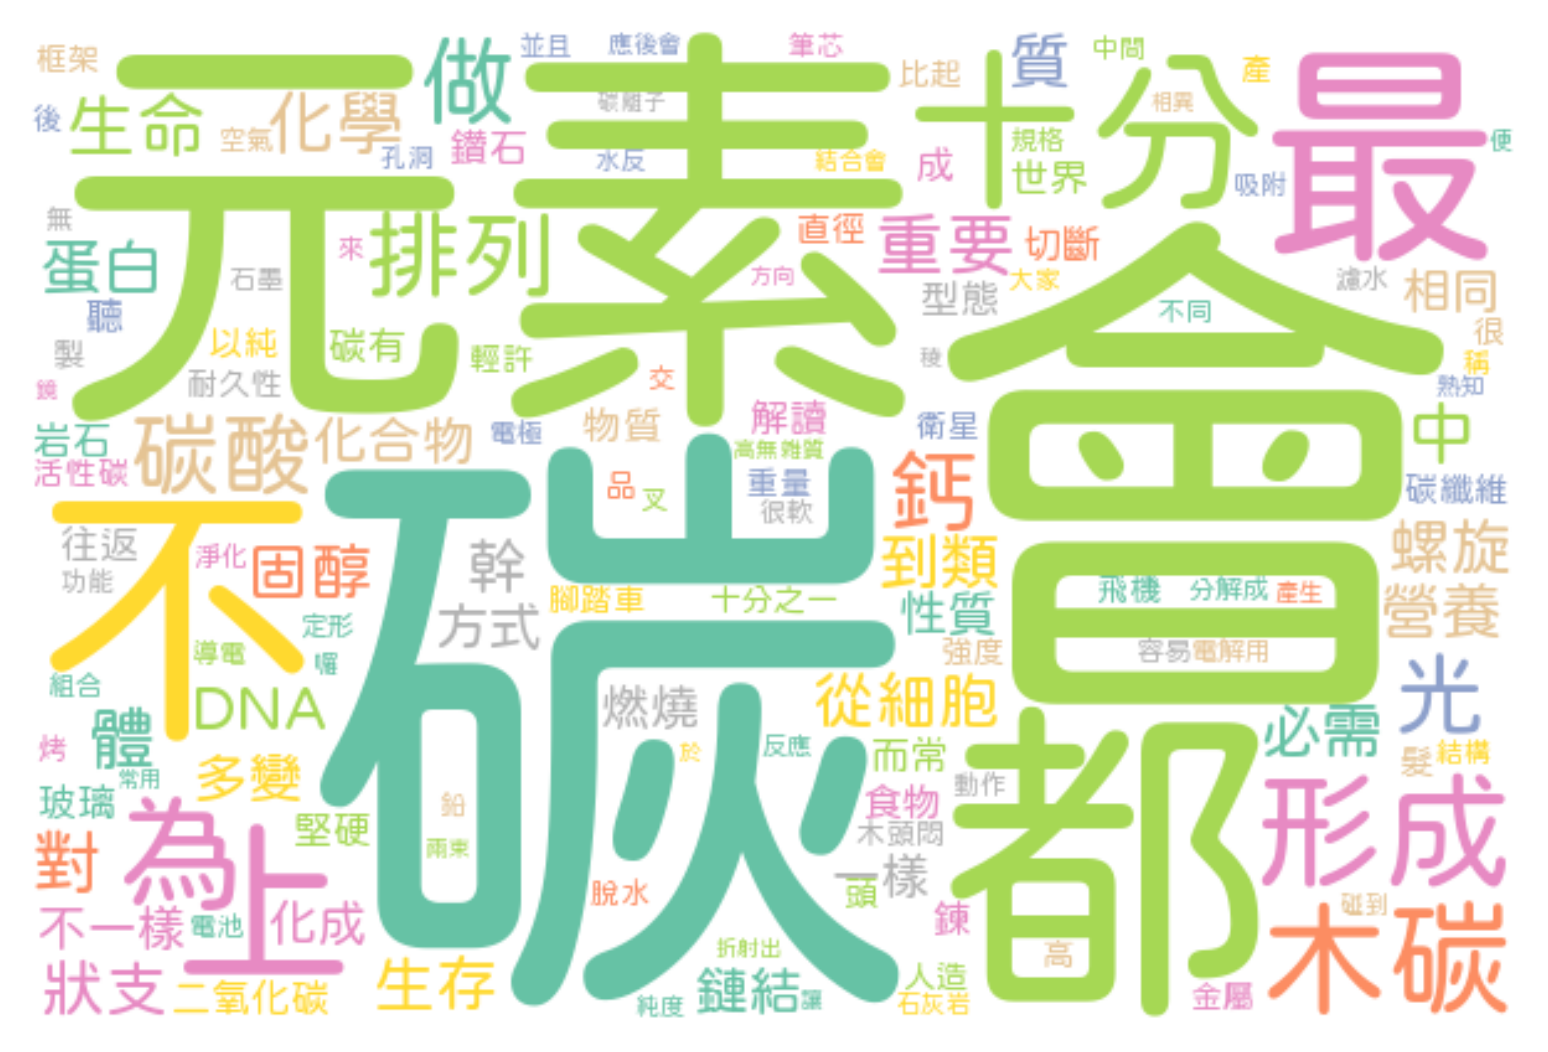 框架
元素
做
並且
應後會
筆芯
比起
十分
質
中間
產
最
後
生命
空氣
化學
孔洞
鑽石
碳離子
水反
結合會
成
規格
世界
相異
吸附
便
無
蛋白
聽
來
石墨
排列
直徑
方向
重要
切斷
大家
型態
不同
濾水
相同
很
製
以純
碳有
耐久性
輕許
交
稜
會
稱
熟知
鏡
岩石
碳酸
化合物
電極
物質
解讀
高無雜質
衛星
中
活性碳
品
叉
重量
很軟
鈣
碳纖維
不
碳
往返
功能
淨化
固醇
幹
方式
腳踏車
十分之一
到類
性質
強度
飛機
分解成
產生
容易
電解用
螺旋
營養
定形
導電
喔
組合
DNA
燃燒
從細胞
必需
光
體
烤
常用
多變
鉛
兩束
於
反應
而常
動作
都
髮
結構
玻璃
堅硬
食物
木頭悶
形成
對
為
上
一樣
頭
脫水
鍊
碰到
木碳
不一樣
電池
化成
折射出
高
狀支
二氧化碳
生存
純度
鏈結
讓
人造
石灰岩
金屬